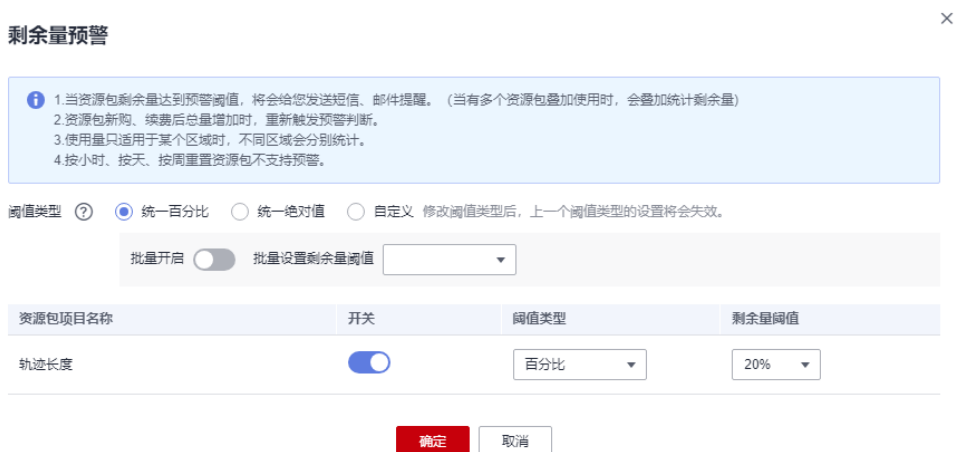 剩余量预警
1.当资源包剩余量达到预警阈值，将会给您发送短信、邮件提醒。（当有多个资源包叠加使用时，会叠加统计剩余量）
2.资源包新购、续费后总量增加时，重新触发预警判断。
3.使用量只适用于某个区域时，不同区域会分别统计。
4.按小时、按天、按周重置资源包不支持预警。
阈值类型 ? 统一百分比 统一绝对值 自定义 修改阈值类型后，上一个阈值类型的设置将会失效。
批量开启 批量设置剩余量阈值
资源包项目名称 开关 阈值类型 剩余量阈值
轨迹长度 百分比 20%
确定 取消